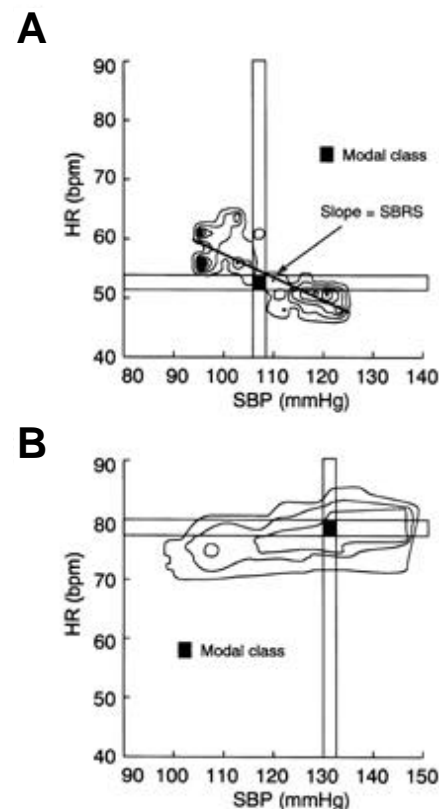 A
90
80
70
60
50
40
HR (bpm)
Modal class
Slope = SBRS
80 90 100 110 120 130 140
SBP (mmHg)
B
90
80
70
60
50
40
HR (bpm)
Modal class
90 100 110 120 130 140 150
SBP (mmHg)